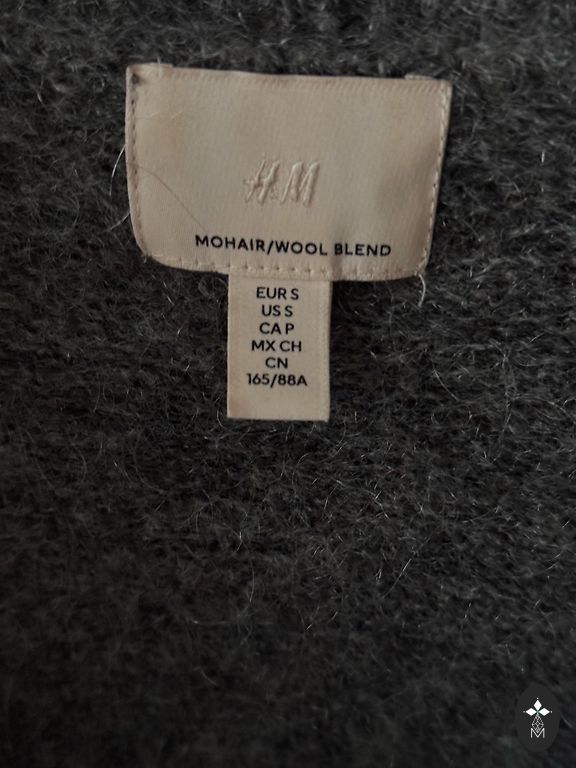 H&M
MOHAIR/WOOL BLEND
EUR S
US S
CA P
MX CH
CN
165/88A
M